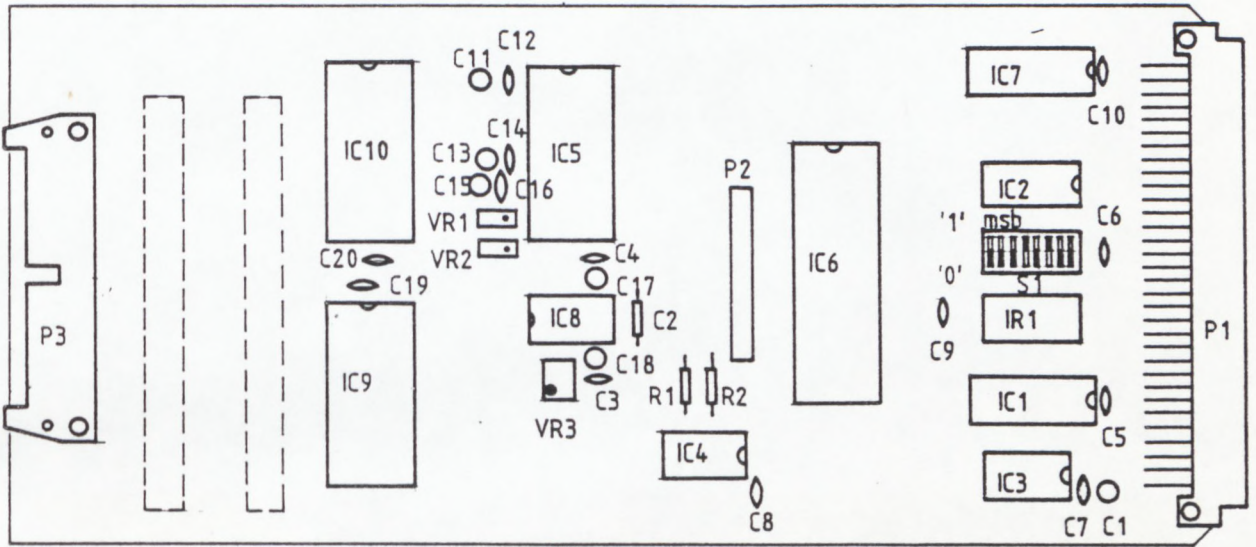 C12
C11
IC7
C10
C14
IC10
C13
IC5
P2
C15
C16
IC2
VR1
'1' msb
C6
VR2
C20
C4
IC6
'0'
C19
C17
S1
P3
IC8
C2
IR1
P1
C9
C18
IC9
R1
R2
C3
IC1
VR3
C5
IC4
IC3
C8
C7
C1